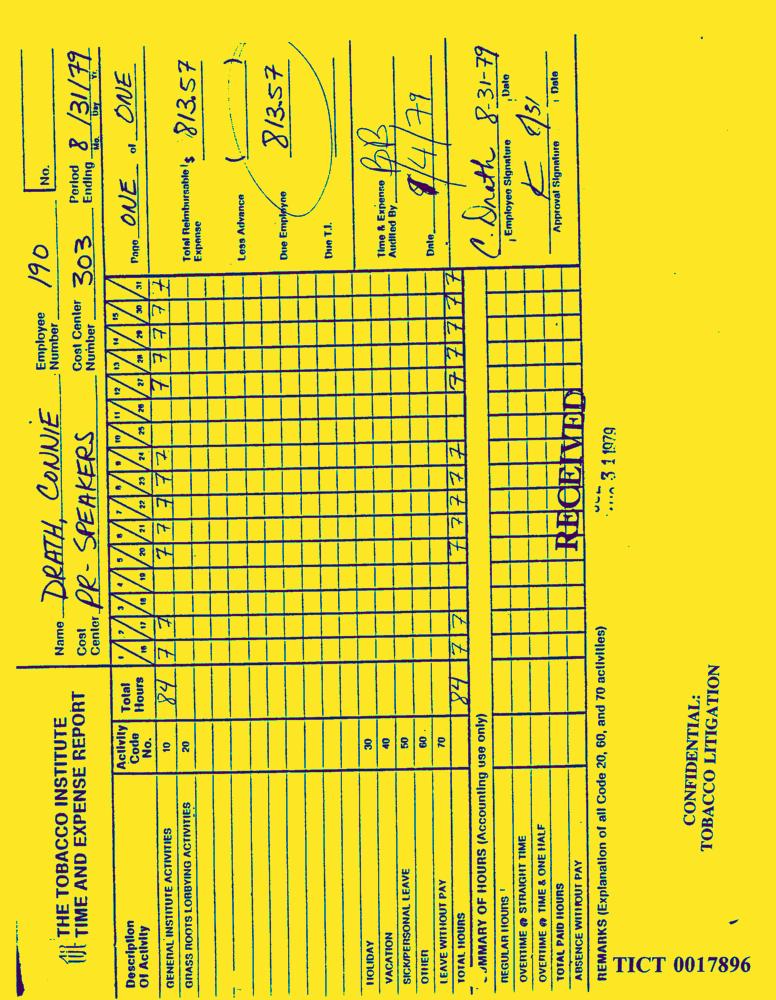 THE TOBACCO INSTITUTE
TIME AND EXPENSE REPORT
Name DRATH, CONNIE Employee Number 190 No.
Cost Center PR - SPEAKERS Cost Center Number 303 Period Ending 8/31/79
Mo. Day Yr.
Description Of Activity Activity Code No. Total Hours
1 2 3 4 5 6 7 8 9 10 11 12 13 14 15
16 17 18 19 20 21 22 23 24 25 26 27 28 29 30 31
GENERAL INSTITUTE ACTIVITIES 10 84 7 7 7 7 7 7 7 7 7 7 7 7
GRASS ROOTS LOBBYING ACTIVITIES 20
HOLIDAY 30
VACATION 40
SICK/PERSONAL LEAVE 50
OTHER 60
LEAVE WITHOUT PAY 70
TOTAL HOURS 84 7 7 7 7 7 7 7 7 7 7 7 7
Page ONE of ONE
Total Reimbursable Expense $ 813.57
Less Advance ( )
Due Employee 813.57
Due T.I.
Time & Expense Audited By BB
Date 9/4/79
C. Drath 8-31-79
Employee Signature Date
K 8/31
Approval Signature Date
SUMMARY OF HOURS (Accounting use only)
REGULAR HOURS
OVERTIME @ STRAIGHT TIME
OVERTIME @ TIME & ONE HALF
TOTAL PAID HOURS
ABSENCE WITHOUT PAY
RECEIVED
31 1979
REMARKS (Explanation of all Code 20, 60, and 70 activities)
CONFIDENTIAL:
TOBACCO LITIGATION
TICT 0017896